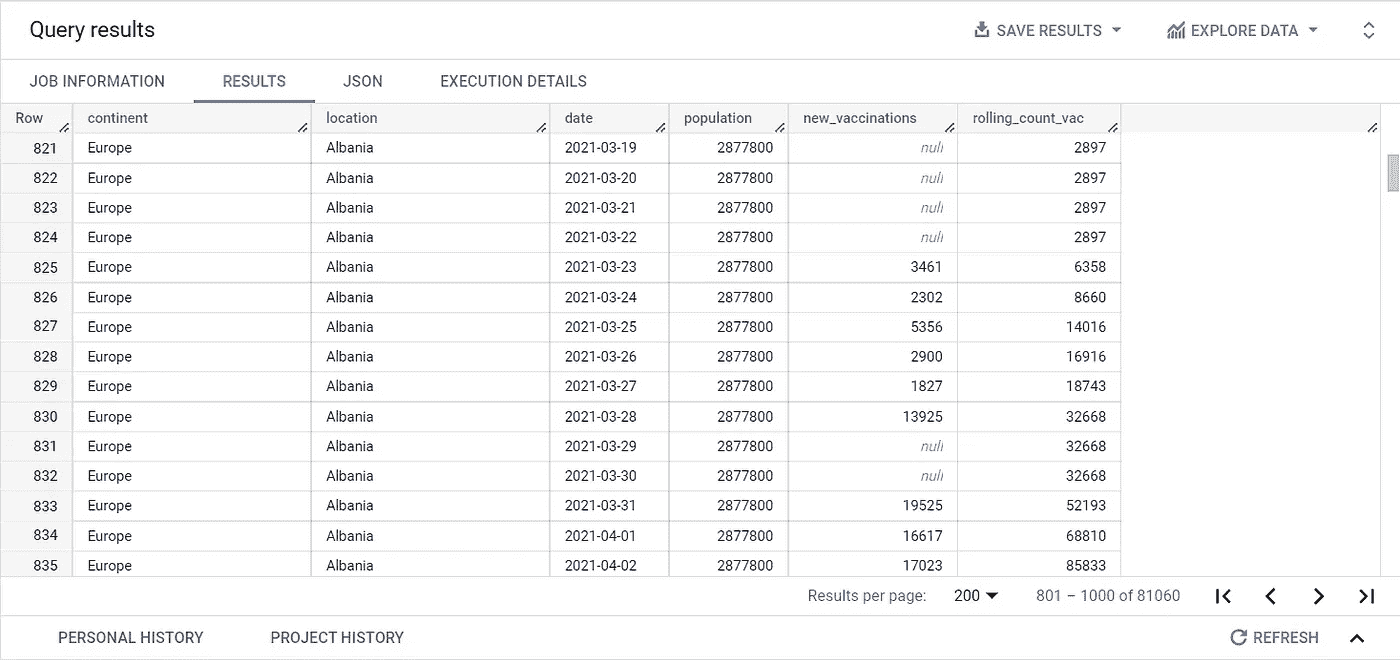 Query results SAVE RESULTS EXPLORE DATA
JOB INFORMATION RESULTS JSON EXECUTION DETAILS
Row continent location date population new_vaccinations rolling_count_vac
821 Europe Albania 2021-03-19 2877800 null 2897
822 Europe Albania 2021-03-20 2877800 null 2897
823 Europe Albania 2021-03-21 2877800 null 2897
824 Europe Albania 2021-03-22 2877800 null 2897
825 Europe Albania 2021-03-23 2877800 3461 6358
826 Europe Albania 2021-03-24 2877800 2302 8660
827 Europe Albania 2021-03-25 2877800 5356 14016
828 Europe Albania 2021-03-26 2877800 2900 16916
829 Europe Albania 2021-03-27 2877800 1827 18743
830 Europe Albania 2021-03-28 2877800 13925 32668
831 Europe Albania 2021-03-29 2877800 null 32668
832 Europe Albania 2021-03-30 2877800 null 32668
833 Europe Albania 2021-03-31 2877800 19525 52193
834 Europe Albania 2021-04-01 2877800 16617 68810
835 Europe Albania 2021-04-02 2877800 17023 85833
Results per page: 200 801 – 1000 of 81060
PERSONAL HISTORY PROJECT HISTORY REFRESH